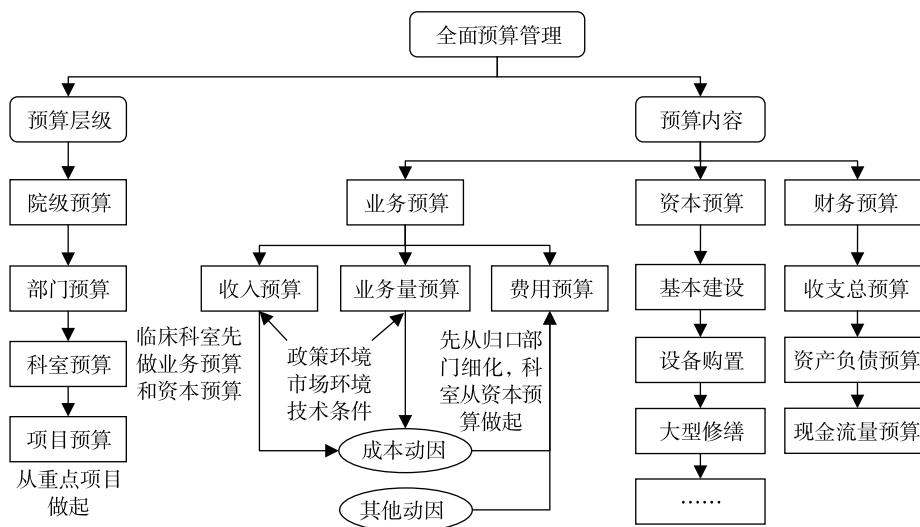 全面预算管理
预算层级
预算内容
院级预算
业务预算
资本预算
财务预算
部门预算
收入预算
业务量预算
费用预算
基本建设
收支总预算
临床科室先
做业务预算
和资本预算
政策环境
市场环境
技术条件
先从归口部
门细化，科
室从资本预
算做起
科室预算
设备购置
资产负债预算
项目预算
成本动因
大型修缮
现金流量预算
从重点项目
做起
其他动因
……